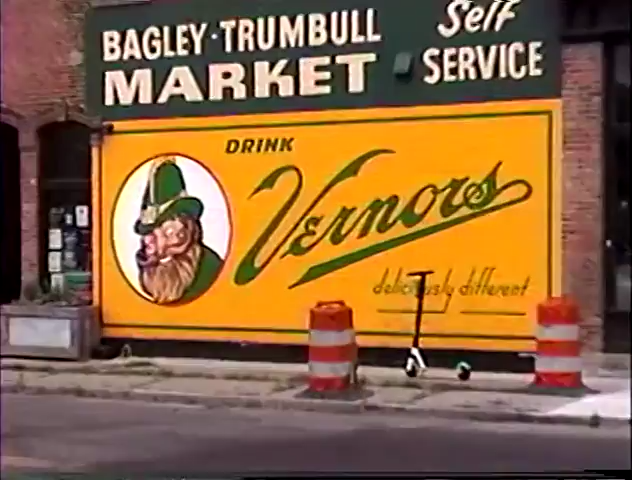 BAGLEY·TRUMBULL
MARKET
Self
SERVICE
DRINK
Vernors
deliciously different